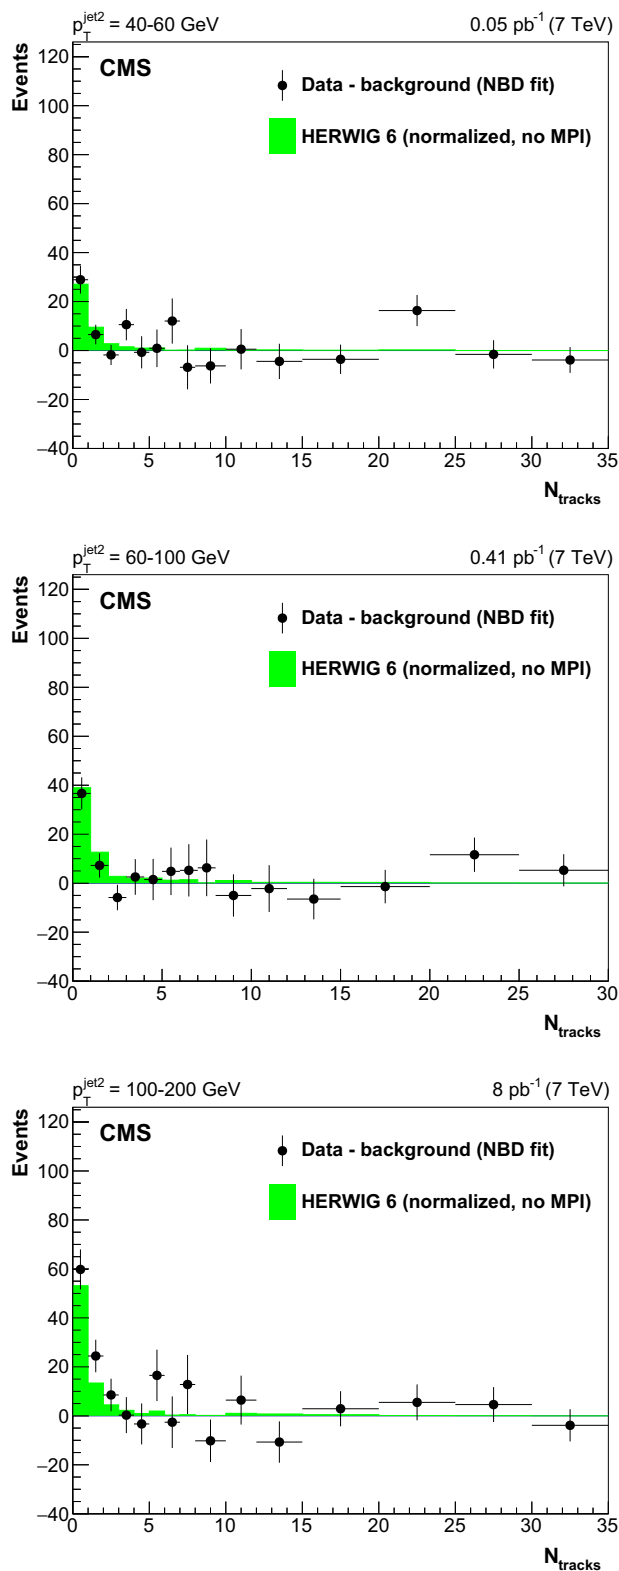 p_T^jet2 = 40-60 GeV 0.05 pb⁻¹ (7 TeV)
Events
CMS
Data - background (NBD fit)
HERWIG 6 (normalized, no MPI)
120
100
80
60
40
20
0
−20
−40
0 5 10 15 20 25 30 35
N_tracks
p_T^jet2 = 60-100 GeV 0.41 pb⁻¹ (7 TeV)
Events
CMS
Data - background (NBD fit)
HERWIG 6 (normalized, no MPI)
120
100
80
60
40
20
0
−20
−40
0 5 10 15 20 25 30
N_tracks
p_T^jet2 = 100-200 GeV 8 pb⁻¹ (7 TeV)
Events
CMS
Data - background (NBD fit)
HERWIG 6 (normalized, no MPI)
120
100
80
60
40
20
0
−20
−40
0 5 10 15 20 25 30 35
N_tracks